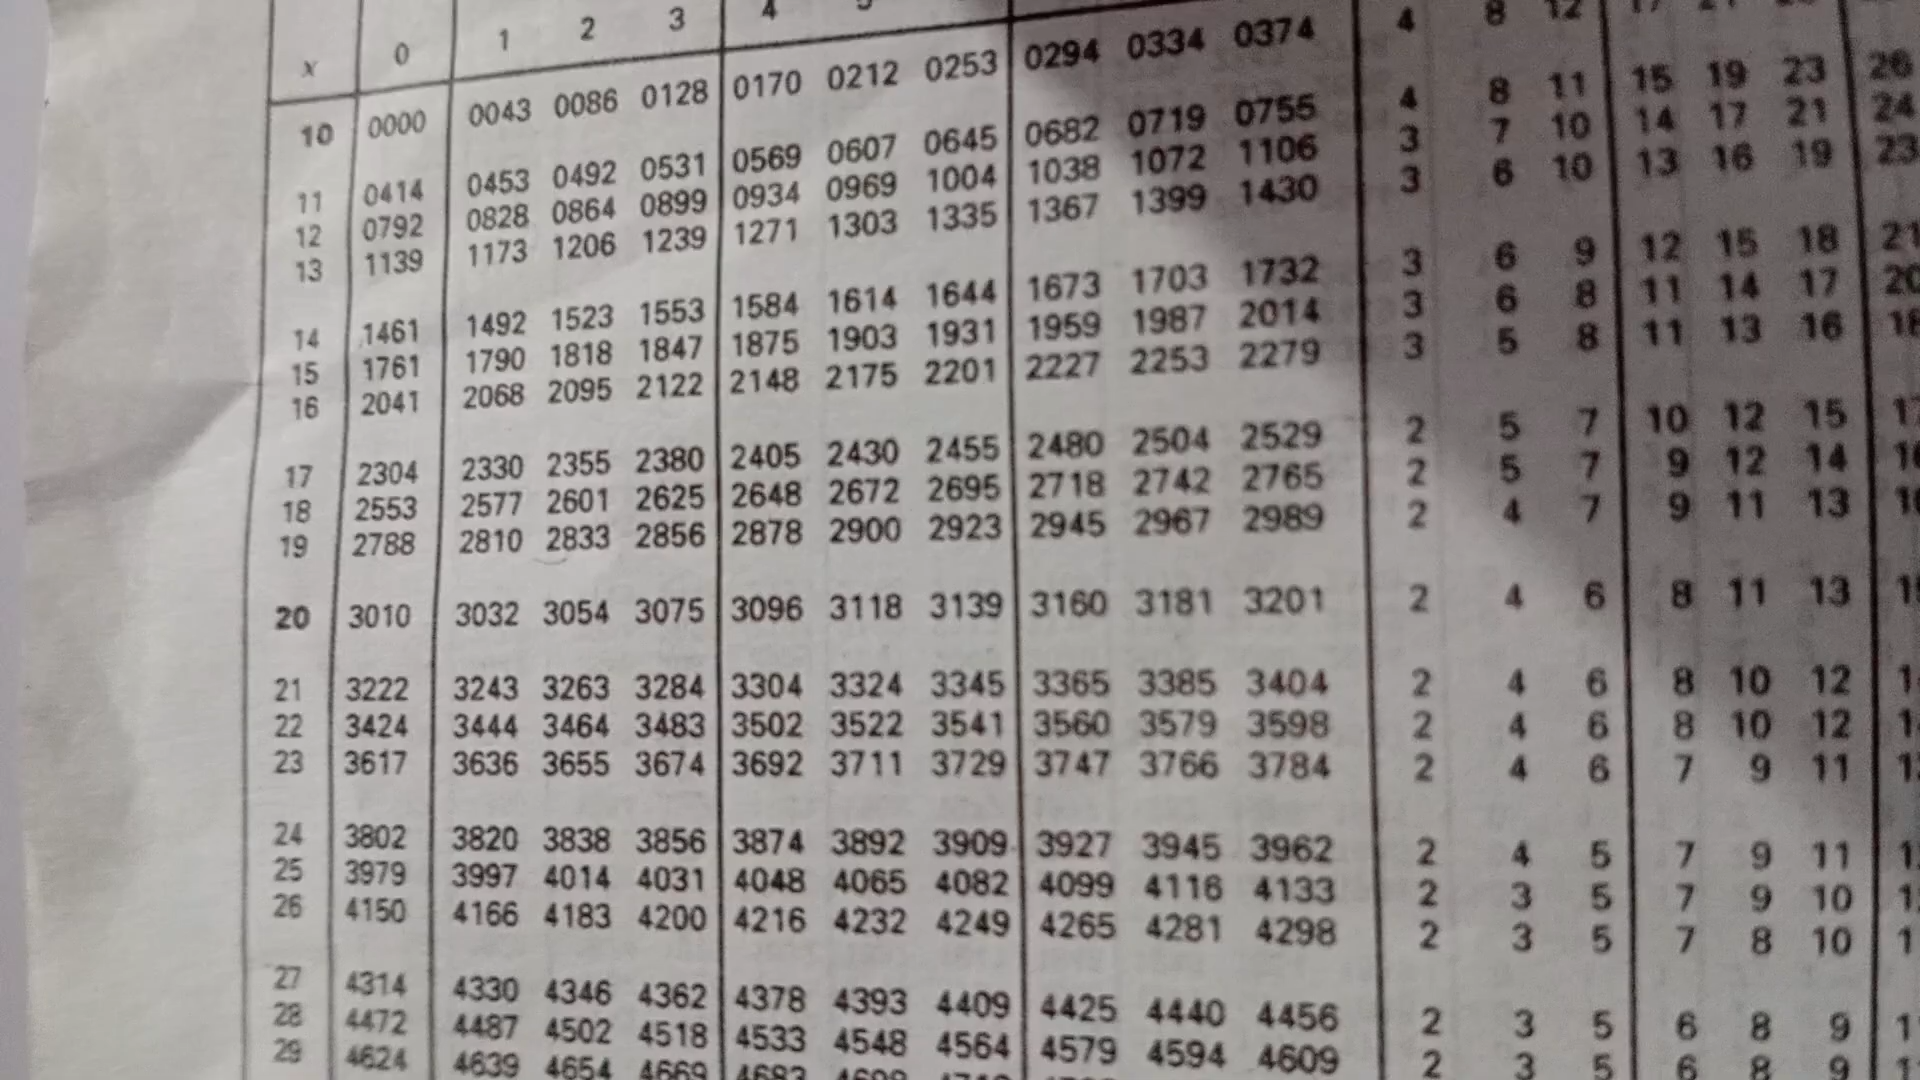 x 0 1 2 3 4
10 0000 0043 0086 0128 0170 0212 0253 0294 0334 0374 4 8 12
11 0414 0453 0492 0531 0569 0607 0645 0682 0719 0755 4 8 11 15 19 23 26
12 0792 0828 0864 0899 0934 0969 1004 1038 1072 1106 3 7 10 14 17 21 24
13 1139 1173 1206 1239 1271 1303 1335 1367 1399 1430 3 6 10 13 16 19 23
14 1461 1492 1523 1553 1584 1614 1644 1673 1703 1732 3 6 9 12 15 18 21
15 1761 1790 1818 1847 1875 1903 1931 1959 1987 2014 3 6 8 11 14 17 20
16 2041 2068 2095 2122 2148 2175 2201 2227 2253 2279 3 5 8 11 13 16 18
17 2304 2330 2355 2380 2405 2430 2455 2480 2504 2529 2 5 7 10 12 15
18 2553 2577 2601 2625 2648 2672 2695 2718 2742 2765 2 5 7 9 12 14
19 2788 2810 2833 2856 2878 2900 2923 2945 2967 2989 2 4 7 9 11 13
20 3010 3032 3054 3075 3096 3118 3139 3160 3181 3201 2 4 6 8 11 13
21 3222 3243 3263 3284 3304 3324 3345 3365 3385 3404 2 4 6 8 10 12
22 3424 3444 3464 3483 3502 3522 3541 3560 3579 3598 2 4 6 8 10 12
23 3617 3636 3655 3674 3692 3711 3729 3747 3766 3784 2 4 6 7 9 11
24 3802 3820 3838 3856 3874 3892 3909 3927 3945 3962 2 4 5 7 9 11
25 3979 3997 4014 4031 4048 4065 4082 4099 4116 4133 2 3 5 7 9 10
26 4150 4166 4183 4200 4216 4232 4249 4265 4281 4298 2 3 5 7 8 10
27 4314 4330 4346 4362 4378 4393 4409 4425 4440 4456 2 3 5 6 8 9
28 4472 4487 4502 4518 4533 4548 4564 4579 4594 4609 2 3 5 6 8 9
29 4624 4639 4654 4669 4683